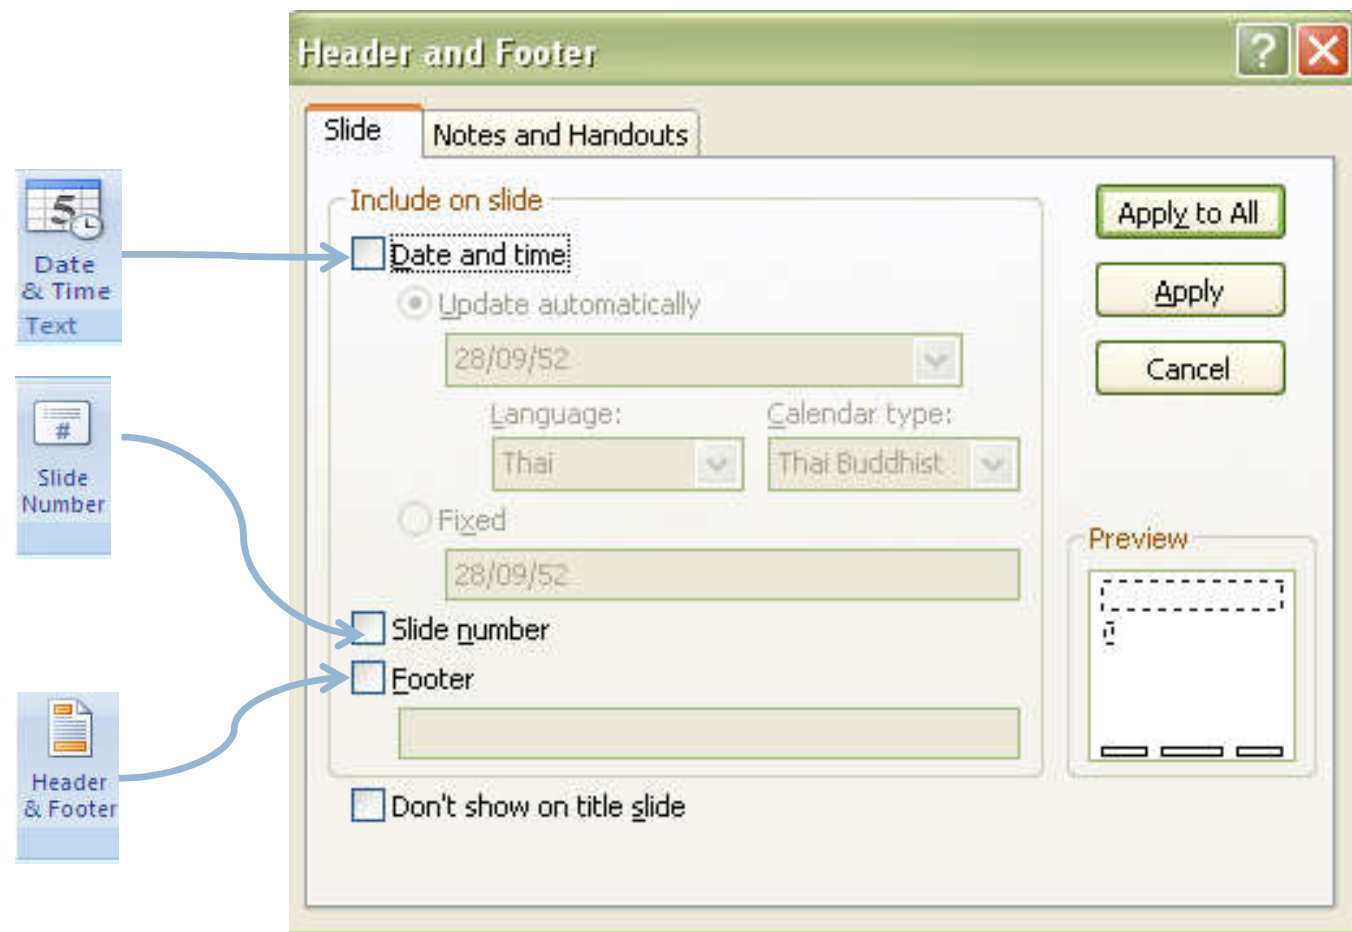 Header and Footer
?
Slide
Notes and Handouts
5
Date
& Time
Text
#
Slide
Number
Header
& Footer
Include on slide
Date and time
Update automatically
28/09/52
Language:
Calendar type:
Thai
Thai Buddhist
Fixed
28/09/52
Slide number
Footer
Don't show on title slide
Apply to All
Apply
Cancel
Preview